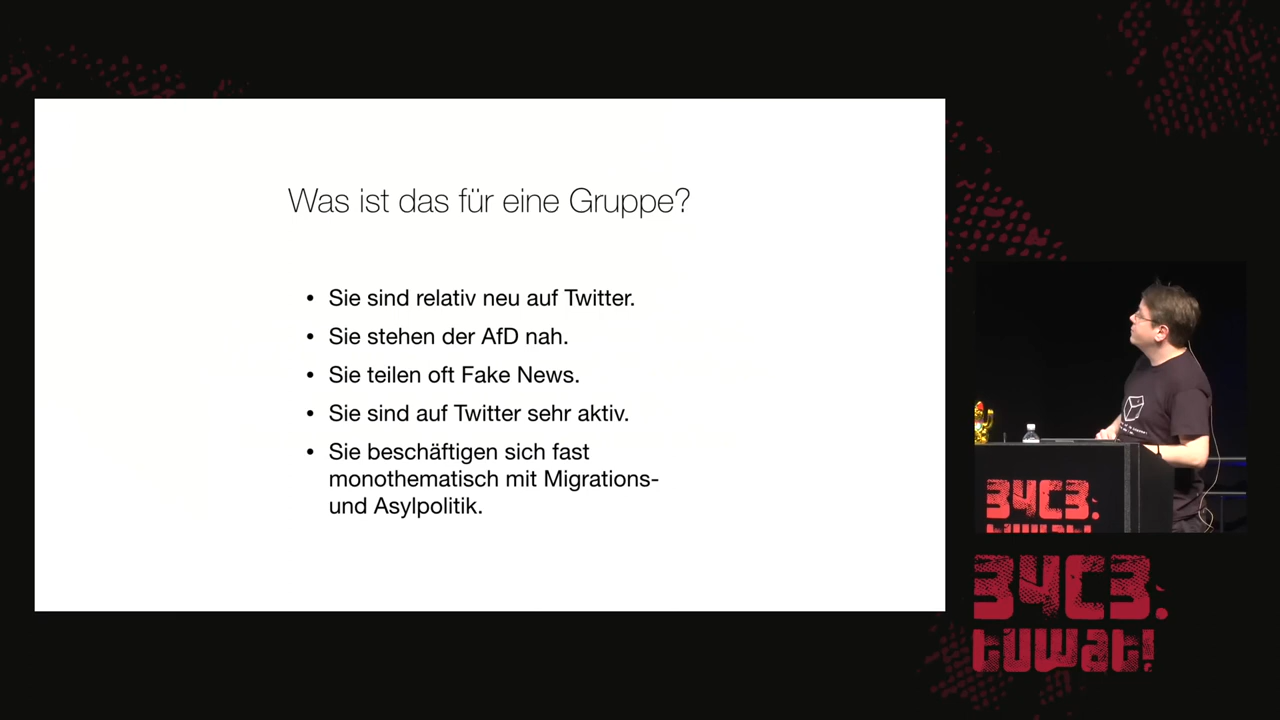 Was ist das für eine Gruppe?
• Sie sind relativ neu auf Twitter.
• Sie stehen der AfD nah.
• Sie teilen oft Fake News.
• Sie sind auf Twitter sehr aktiv.
• Sie beschäftigen sich fast
monothematisch mit Migrations-
und Asylpolitik.
34C3.
34C3.
tuwat!